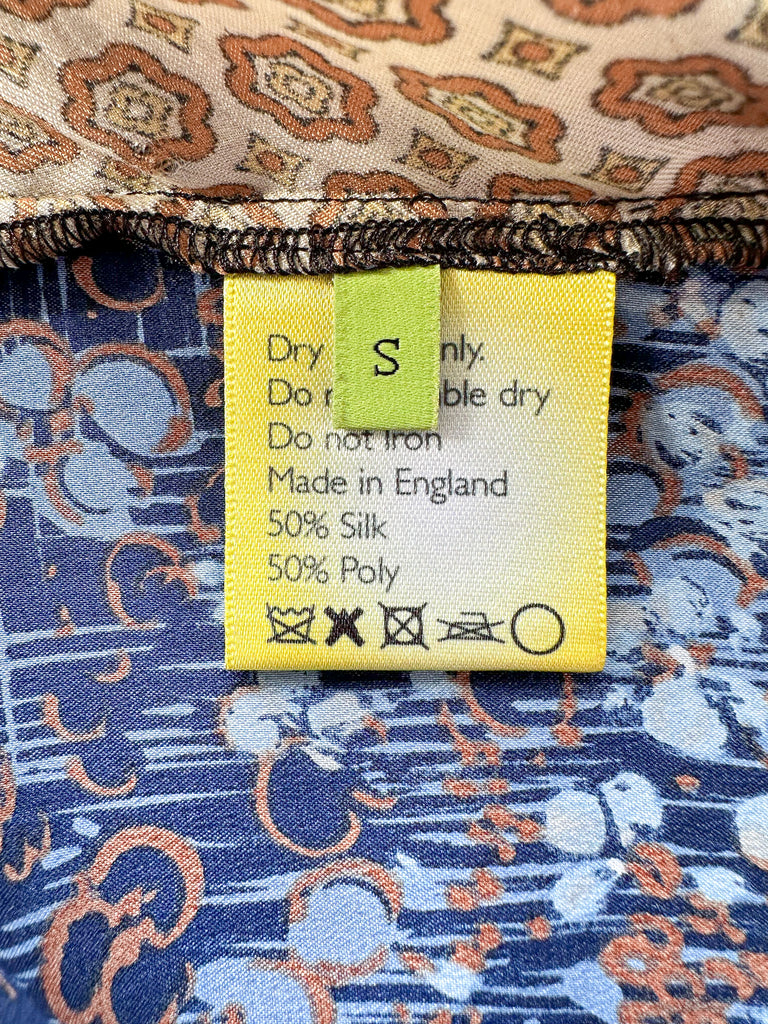 S
Dry nly.
Do ble dry
Do not Iron
Made in England
50% Silk
50% Poly